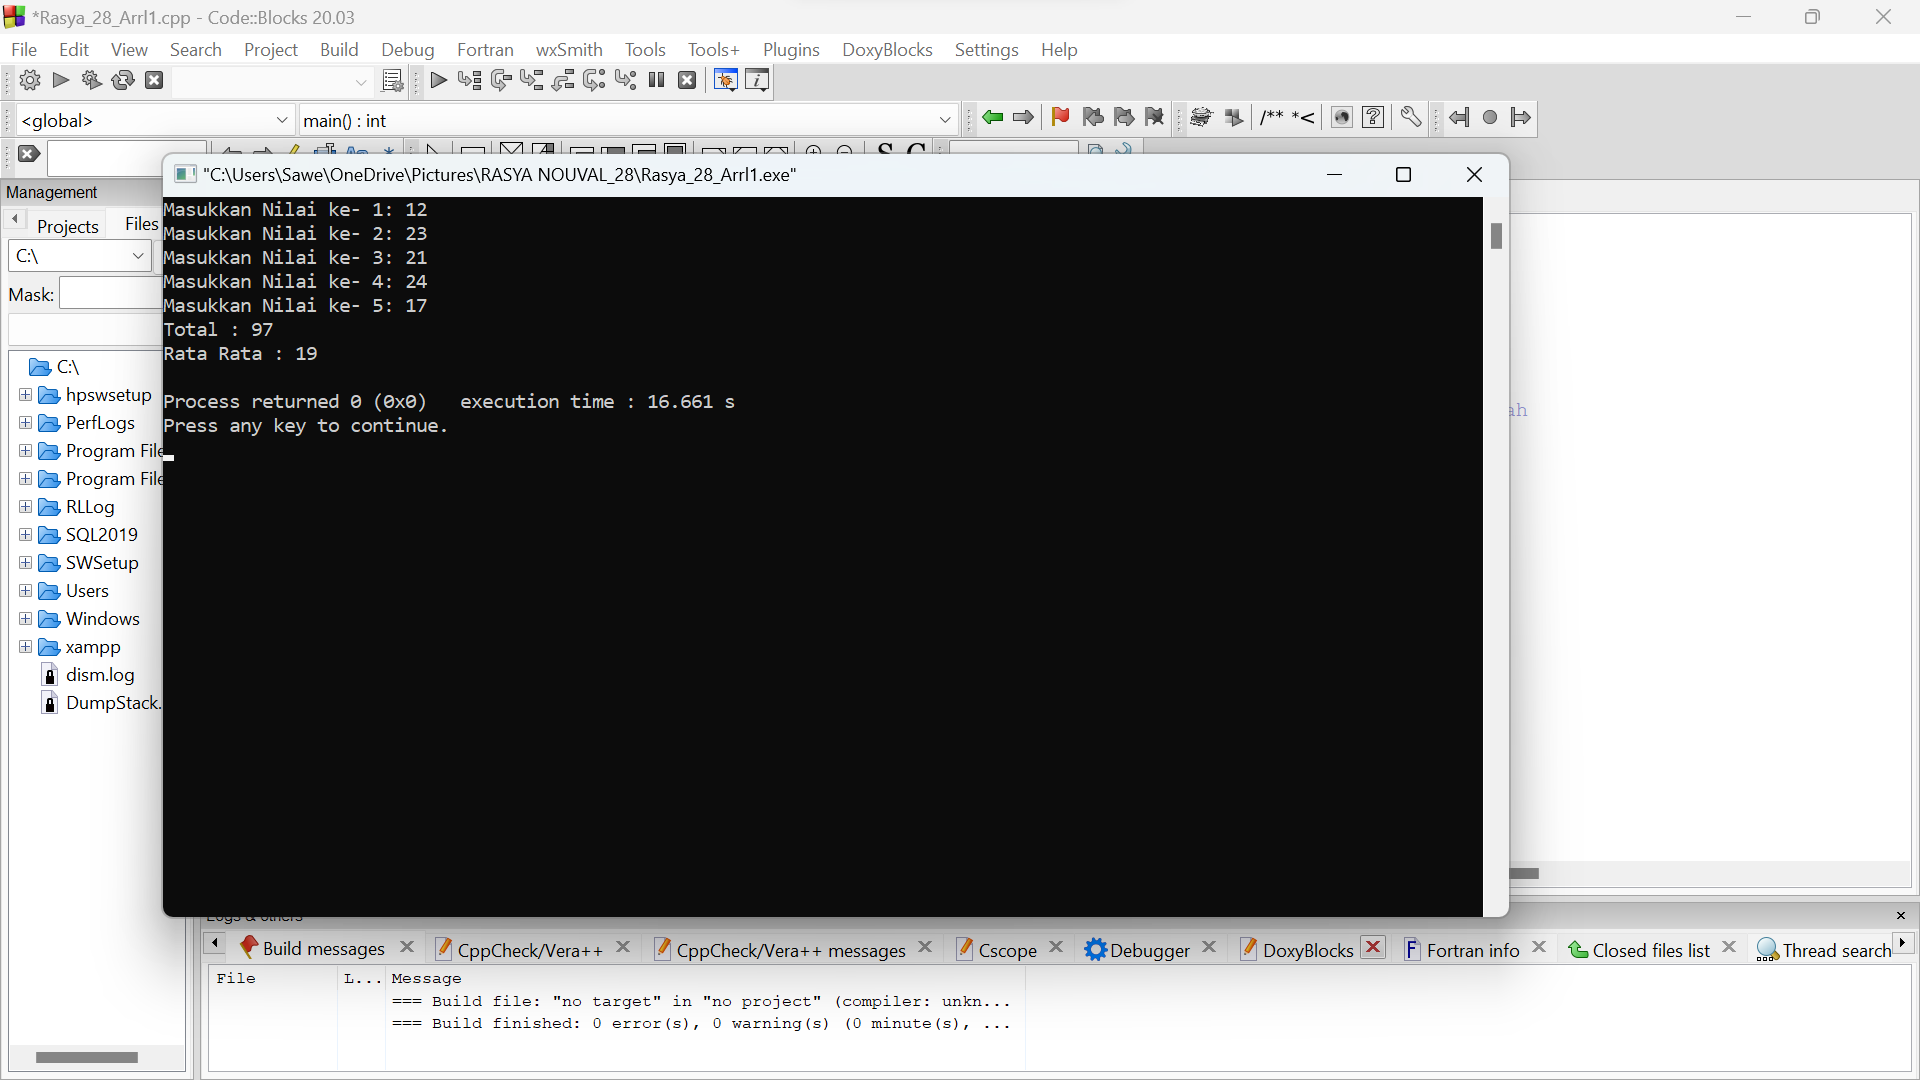 *Rasya_28_Arrl1.cpp - Code::Blocks 20.03
File Edit View Search Project Build Debug Fortran wxSmith Tools Tools+ Plugins DoxyBlocks Settings Help
<global> main() : int /** *<
S C
Management
"C:\Users\Sawe\OneDrive\Pictures\RASYA NOUVAL_28\Rasya_28_Arrl1.exe"
Projects Files
C:\
Mask:
C:\
hpswsetup
PerfLogs
Program File
Program File
RLLog
SQL2019
SWSetup
Users
Windows
xampp
dism.log
DumpStack.
Masukkan Nilai ke- 1: 12
Masukkan Nilai ke- 2: 23
Masukkan Nilai ke- 3: 21
Masukkan Nilai ke- 4: 24
Masukkan Nilai ke- 5: 17
Total : 97
Rata Rata : 19
Process returned 0 (0x0)   execution time : 16.661 s
Press any key to continue.
ah
Logs & others
Build messages CppCheck/Vera++ CppCheck/Vera++ messages Cscope Debugger DoxyBlocks Fortran info Closed files list Thread search
File L... Message
=== Build file: "no target" in "no project" (compiler: unkn...
=== Build finished: 0 error(s), 0 warning(s) (0 minute(s), ...